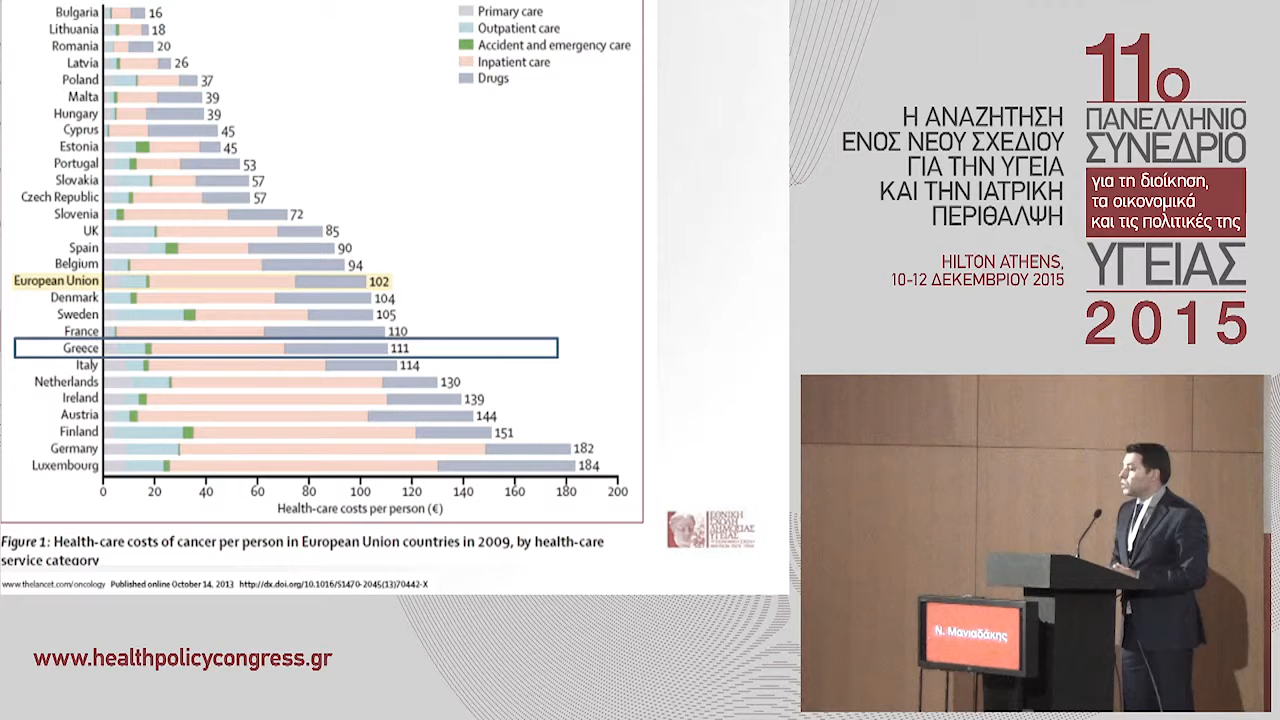 Bulgaria 16
Lithuania 18
Romania 20
Latvia 26
Poland 37
Malta 39
Hungary 39
Cyprus 45
Estonia 45
Portugal 53
Slovakia 57
Czech Republic 57
Slovenia 72
UK 85
Spain 90
Belgium 94
European Union 102
Denmark 104
Sweden 105
France 110
Greece 111
Italy 114
Netherlands 130
Ireland 139
Austria 144
Finland 151
Germany 182
Luxembourg 184
0 20 40 60 80 100 120 140 160 180 200
Health-care costs per person (€)
Primary care
Outpatient care
Accident and emergency care
Inpatient care
Drugs
Figure 1: Health-care costs of cancer per person in European Union countries in 2009, by health-care
service category
www.thelancet.com/oncology Published online October 14, 2013 http://dx.doi.org/10.1016/S1470-2045(13)70442-X
ΕΘΝΙΚΗ
ΣΧΟΛΗ
ΔΗΜΟΣΙΑΣ
ΥΓΕΙΑΣ
Η ΑΝΑΖΗΤΗΣΗ
ΕΝΟΣ ΝΕΟΥ ΣΧΕΔΙΟΥ
ΓΙΑ ΤΗΝ ΥΓΕΙΑ
ΚΑΙ ΤΗΝ ΙΑΤΡΙΚΗ
ΠΕΡΙΘΑΛΨΗ
HILTON ATHENS,
10-12 ΔΕΚΕΜΒΡΙΟΥ 2015
11ο
ΠΑΝΕΛΛΗΝΙΟ
ΣΥΝΕΔΡΙΟ
για τη διοίκηση,
τα οικονομικά
και τις πολιτικές της
ΥΓΕΙΑΣ
2015
Ν. Μανιαδάκης
www.healthpolicycongress.gr